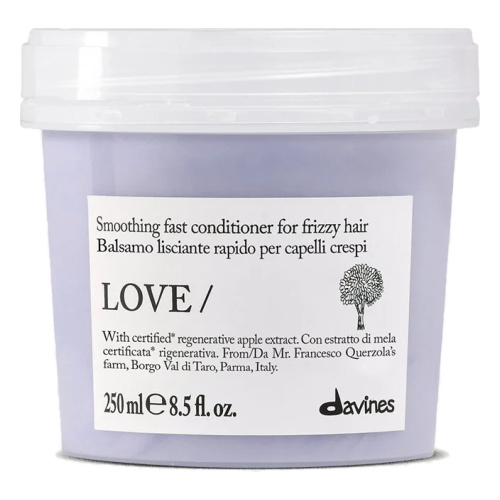 Smoothing fast conditioner for frizzy hair
Balsamo lisciante rapido per capelli crespi
LOVE /
With certified* regenerative apple extract. Con estratto di mela
certificata* rigenerativa. From/Da Mr. Francesco Querzola's
farm, Borgo Val di Taro, Parma, Italy.
250 ml ℮ 8.5 fl. oz.
davines